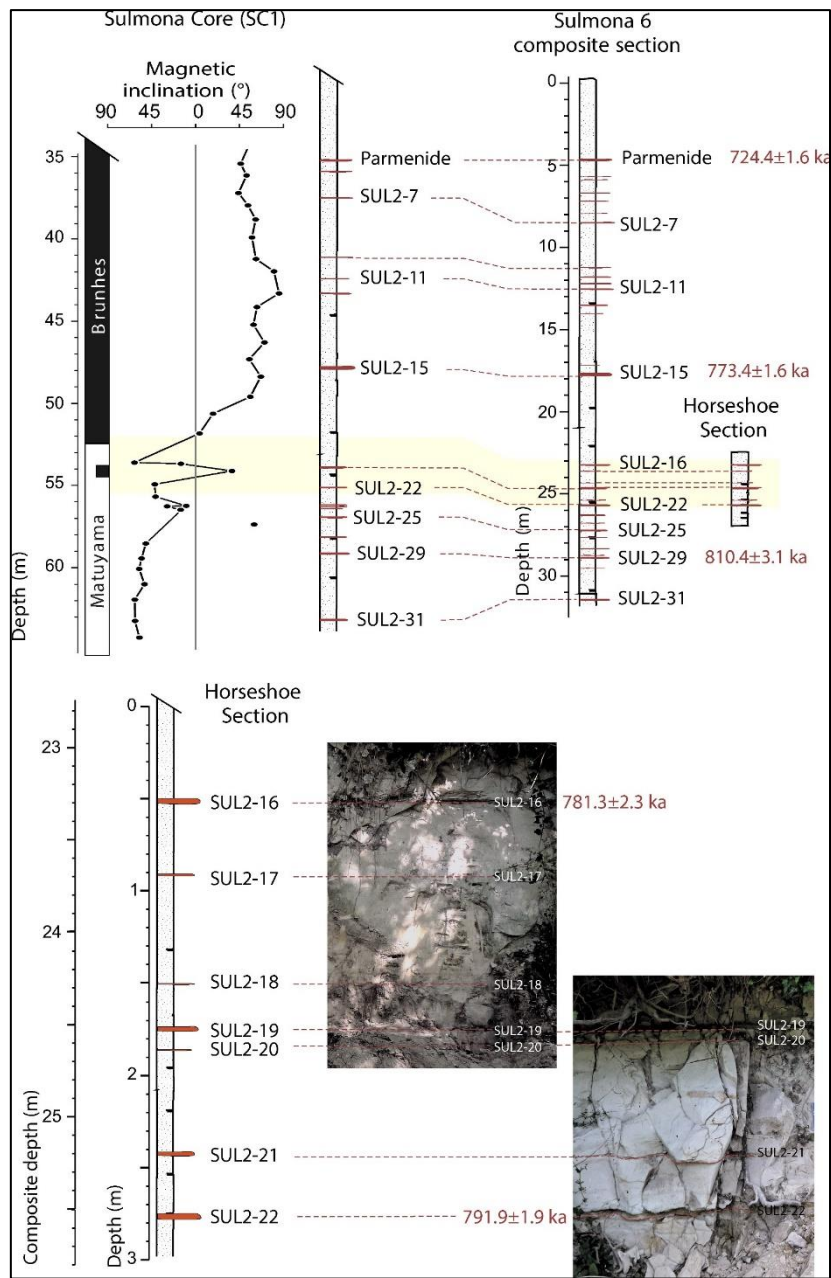 Sulmona Core (SC1)
Magnetic
inclination (°)
90 45 0 45 90
35
40
45
50
55
60
Depth (m)
Brunhes
Matuyama
Parmenide
SUL2-7
SUL2-11
SUL2-15
SUL2-22
SUL2-25
SUL2-29
SUL2-31
Sulmona 6
composite section
0
5
10
15
20
25
30
Depth (m)
Parmenide 724.4±1.6 ka
SUL2-7
SUL2-11
SUL2-15 773.4±1.6 ka
Horseshoe
Section
SUL2-16
SUL2-22
SUL2-25
SUL2-29 810.4±3.1 ka
SUL2-31
Horseshoe
Section
23
24
25
Composite depth (m)
0
1
2
3
Depth (m)
SUL2-16
SUL2-17
SUL2-18
SUL2-19
SUL2-20
SUL2-21
SUL2-22
SUL2-16 781.3±2.3 ka
SUL2-17
SUL2-18
SUL2-19
SUL2-20
791.9±1.9 ka
SUL2-19
SUL2-20
SUL2-21
SUL2-22